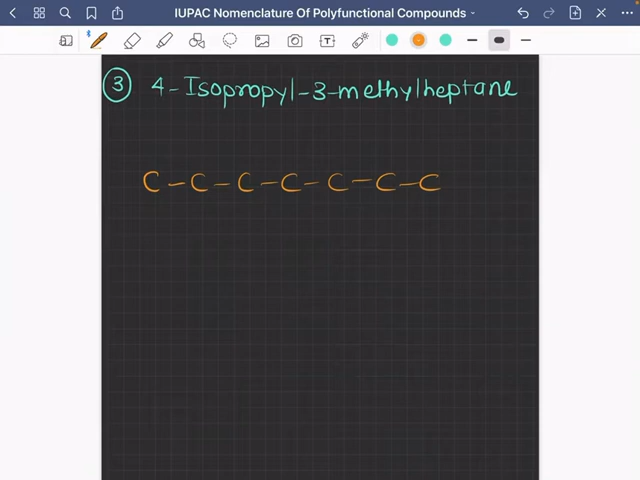 IUPAC Nomenclature Of Polyfunctional Compounds
3 4-Isopropyl-3-methylheptane
C-C-C-C-C-C-C